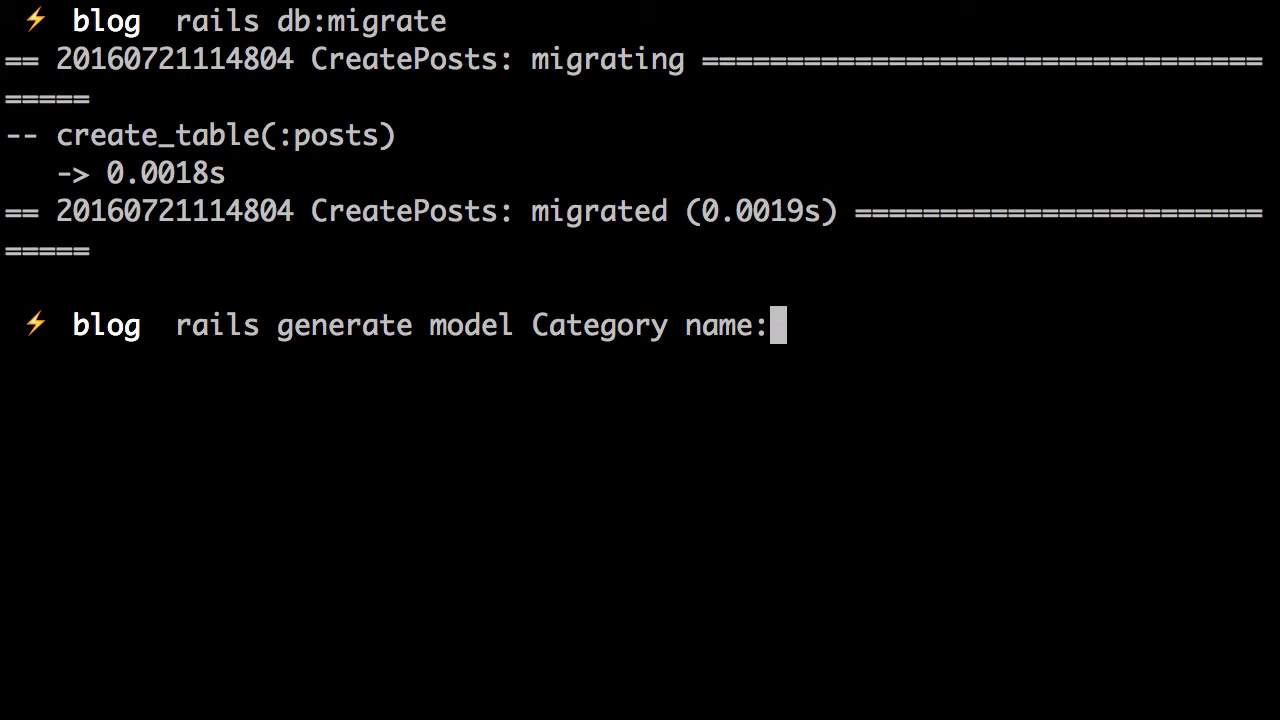 ⚡ blog rails db:migrate
== 20160721114804 CreatePosts: migrating =================================
=====
-- create_table(:posts)
   -> 0.0018s
== 20160721114804 CreatePosts: migrated (0.0019s) ========================
=====
⚡ blog rails generate model Category name: